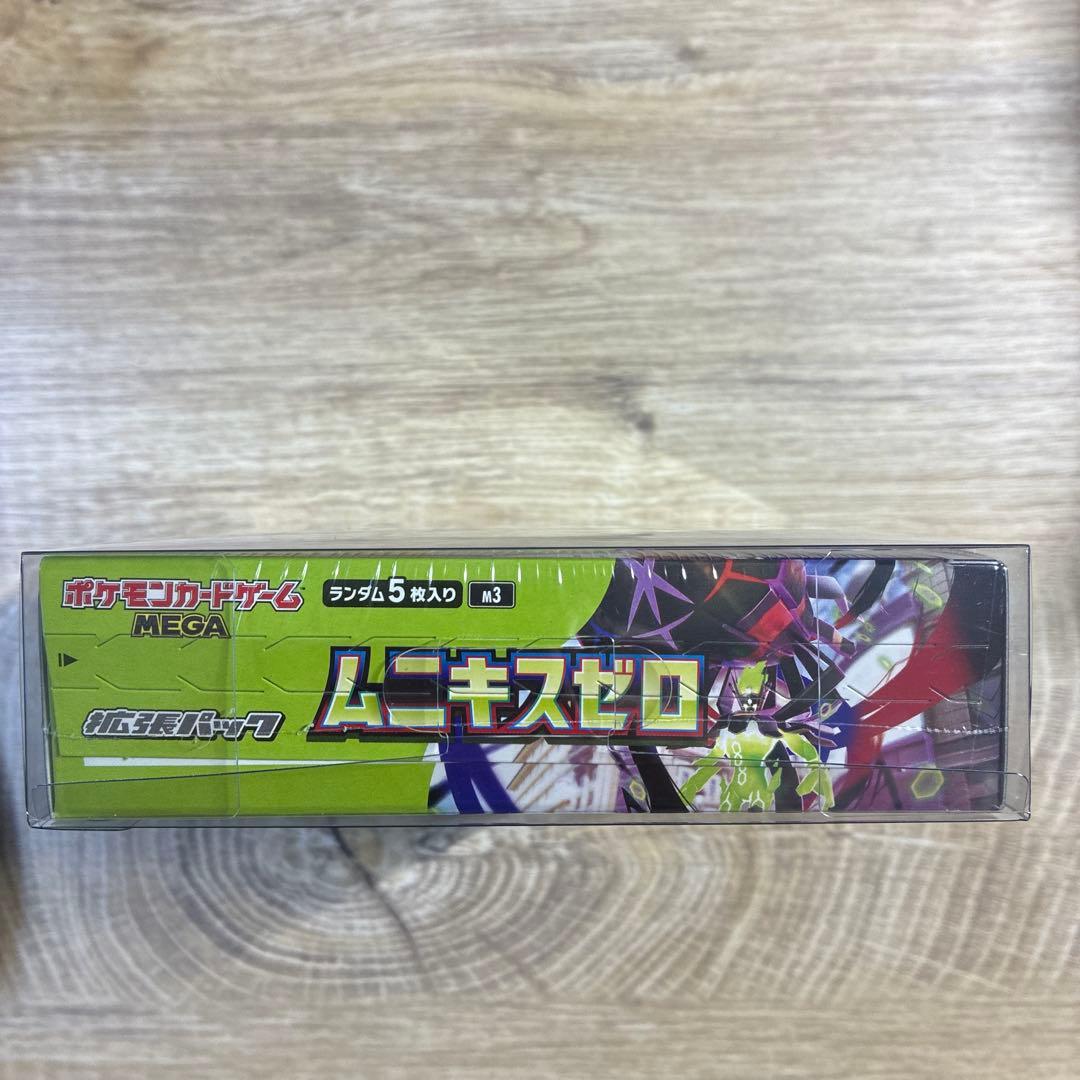 ポケモンカードゲーム
MEGA
ランダム5枚入り
M3
拡張パック
ムニキスゼロ